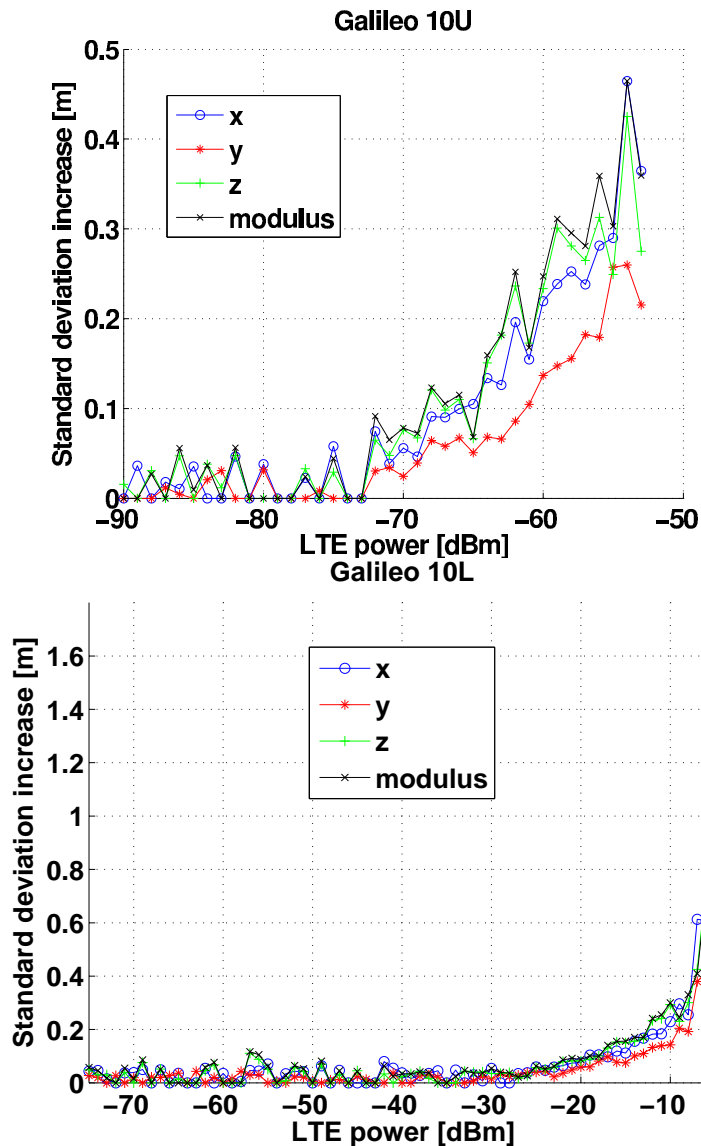 Galileo 10U
Standard deviation increase [m]
0.5
0.4
0.3
0.2
0.1
0
x
y
z
modulus
−90 −80 −70 −60 −50
LTE power [dBm]
Galileo 10L
Standard deviation increase [m]
1.6
1.4
1.2
1
0.8
0.6
0.4
0.2
0
x
y
z
modulus
−70 −60 −50 −40 −30 −20 −10
LTE power [dBm]